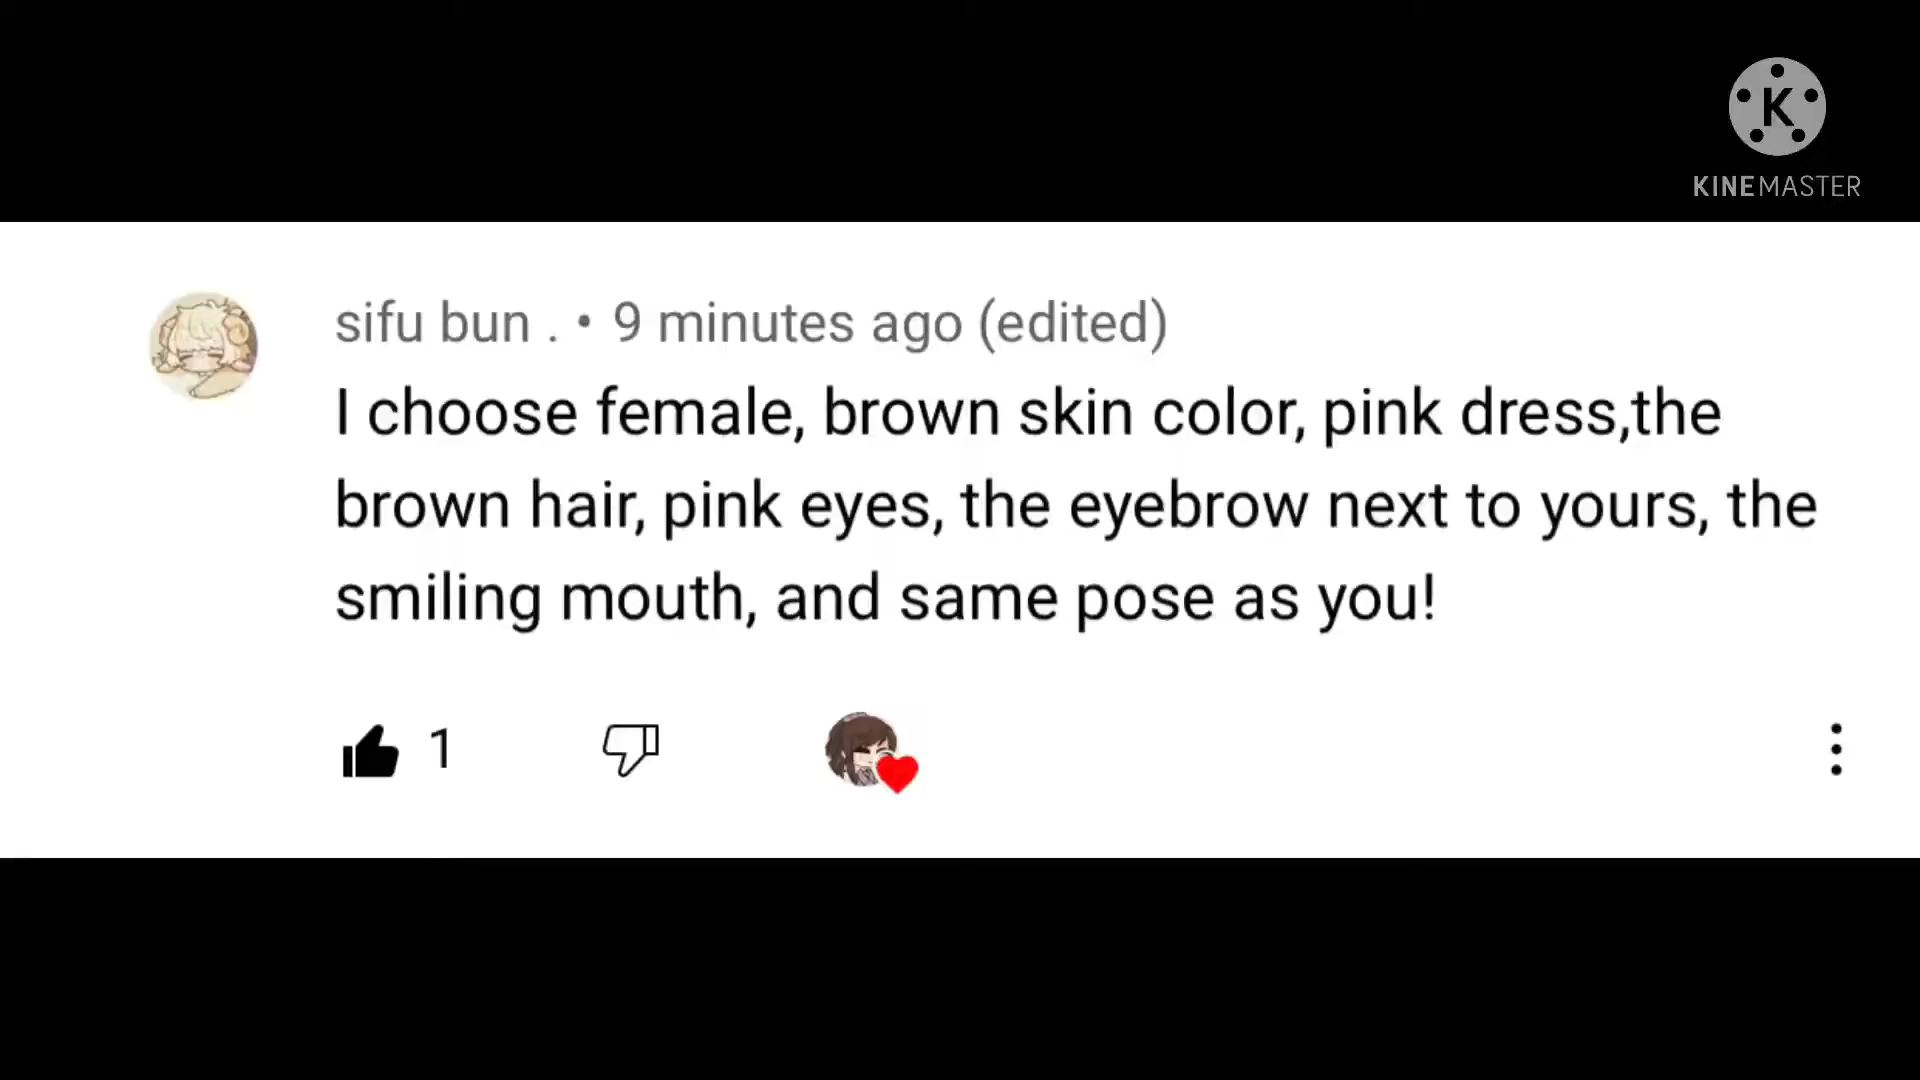 K
KINEMASTER
sifu bun . • 9 minutes ago (edited)
I choose female, brown skin color, pink dress,the
brown hair, pink eyes, the eyebrow next to yours, the
smiling mouth, and same pose as you!
1